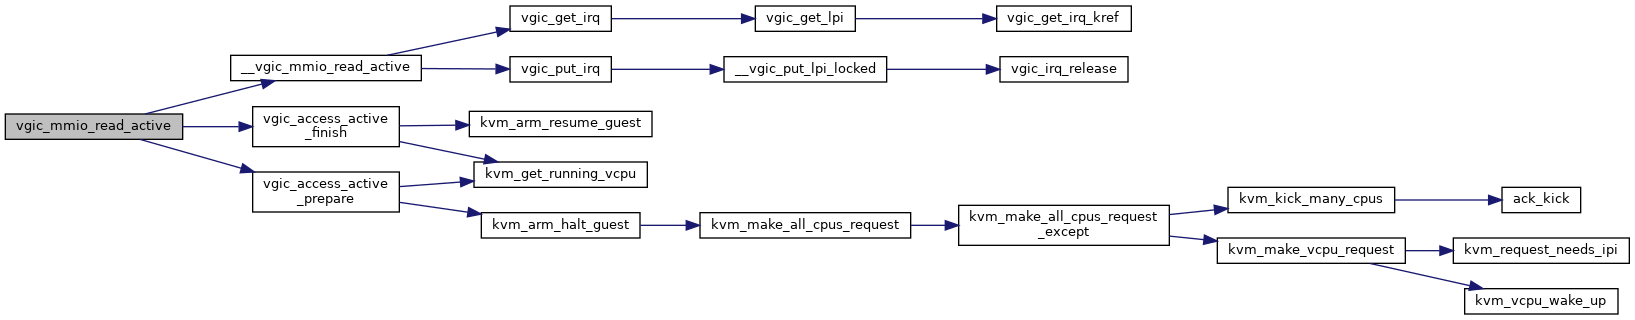 vgic_mmio_read_active
__vgic_mmio_read_active
vgic_get_irq
vgic_get_lpi
vgic_get_irq_kref
vgic_put_irq
__vgic_put_lpi_locked
vgic_irq_release
vgic_access_active
_finish
kvm_arm_resume_guest
kvm_get_running_vcpu
vgic_access_active
_prepare
kvm_arm_halt_guest
kvm_make_all_cpus_request
kvm_make_all_cpus_request
_except
kvm_kick_many_cpus
ack_kick
kvm_make_vcpu_request
kvm_request_needs_ipi
kvm_vcpu_wake_up